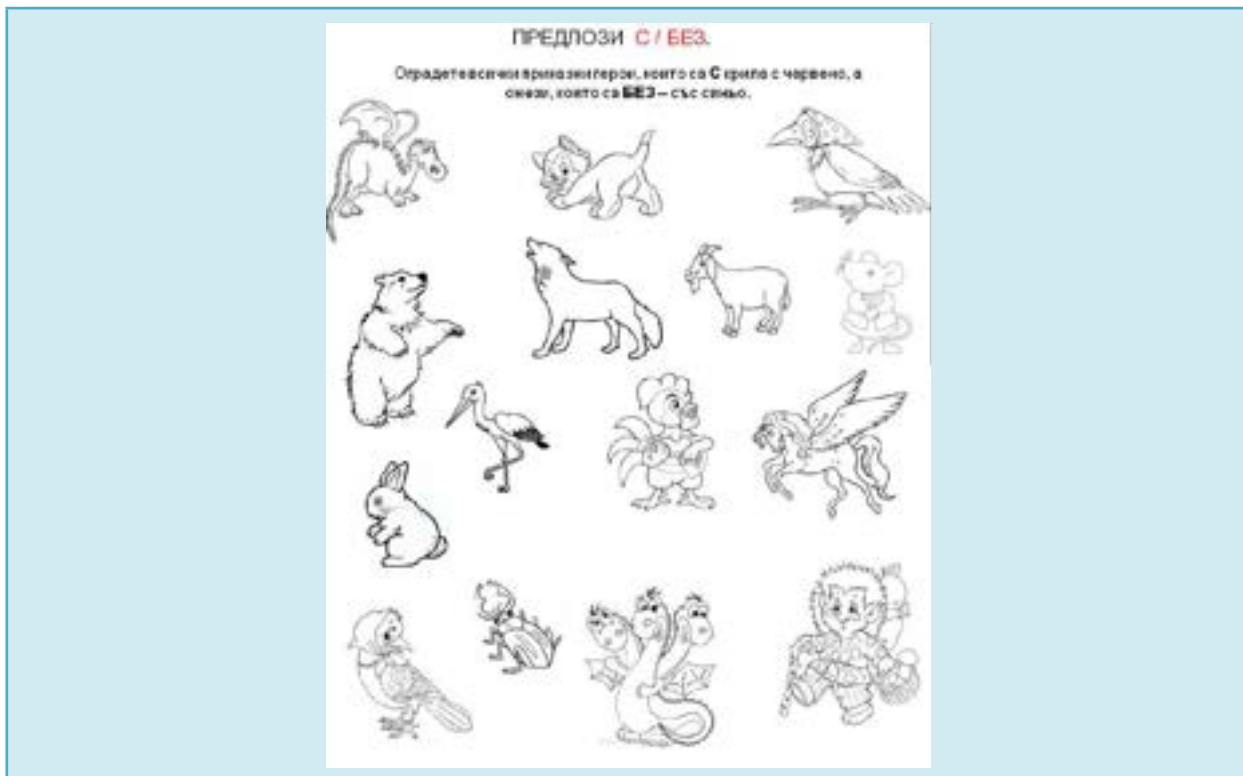 ПРЕДЛОЗИ С / БЕЗ.
Оградете всички приказни герои, които са С крила с червено, а
онези, които са БЕЗ – със синьо.